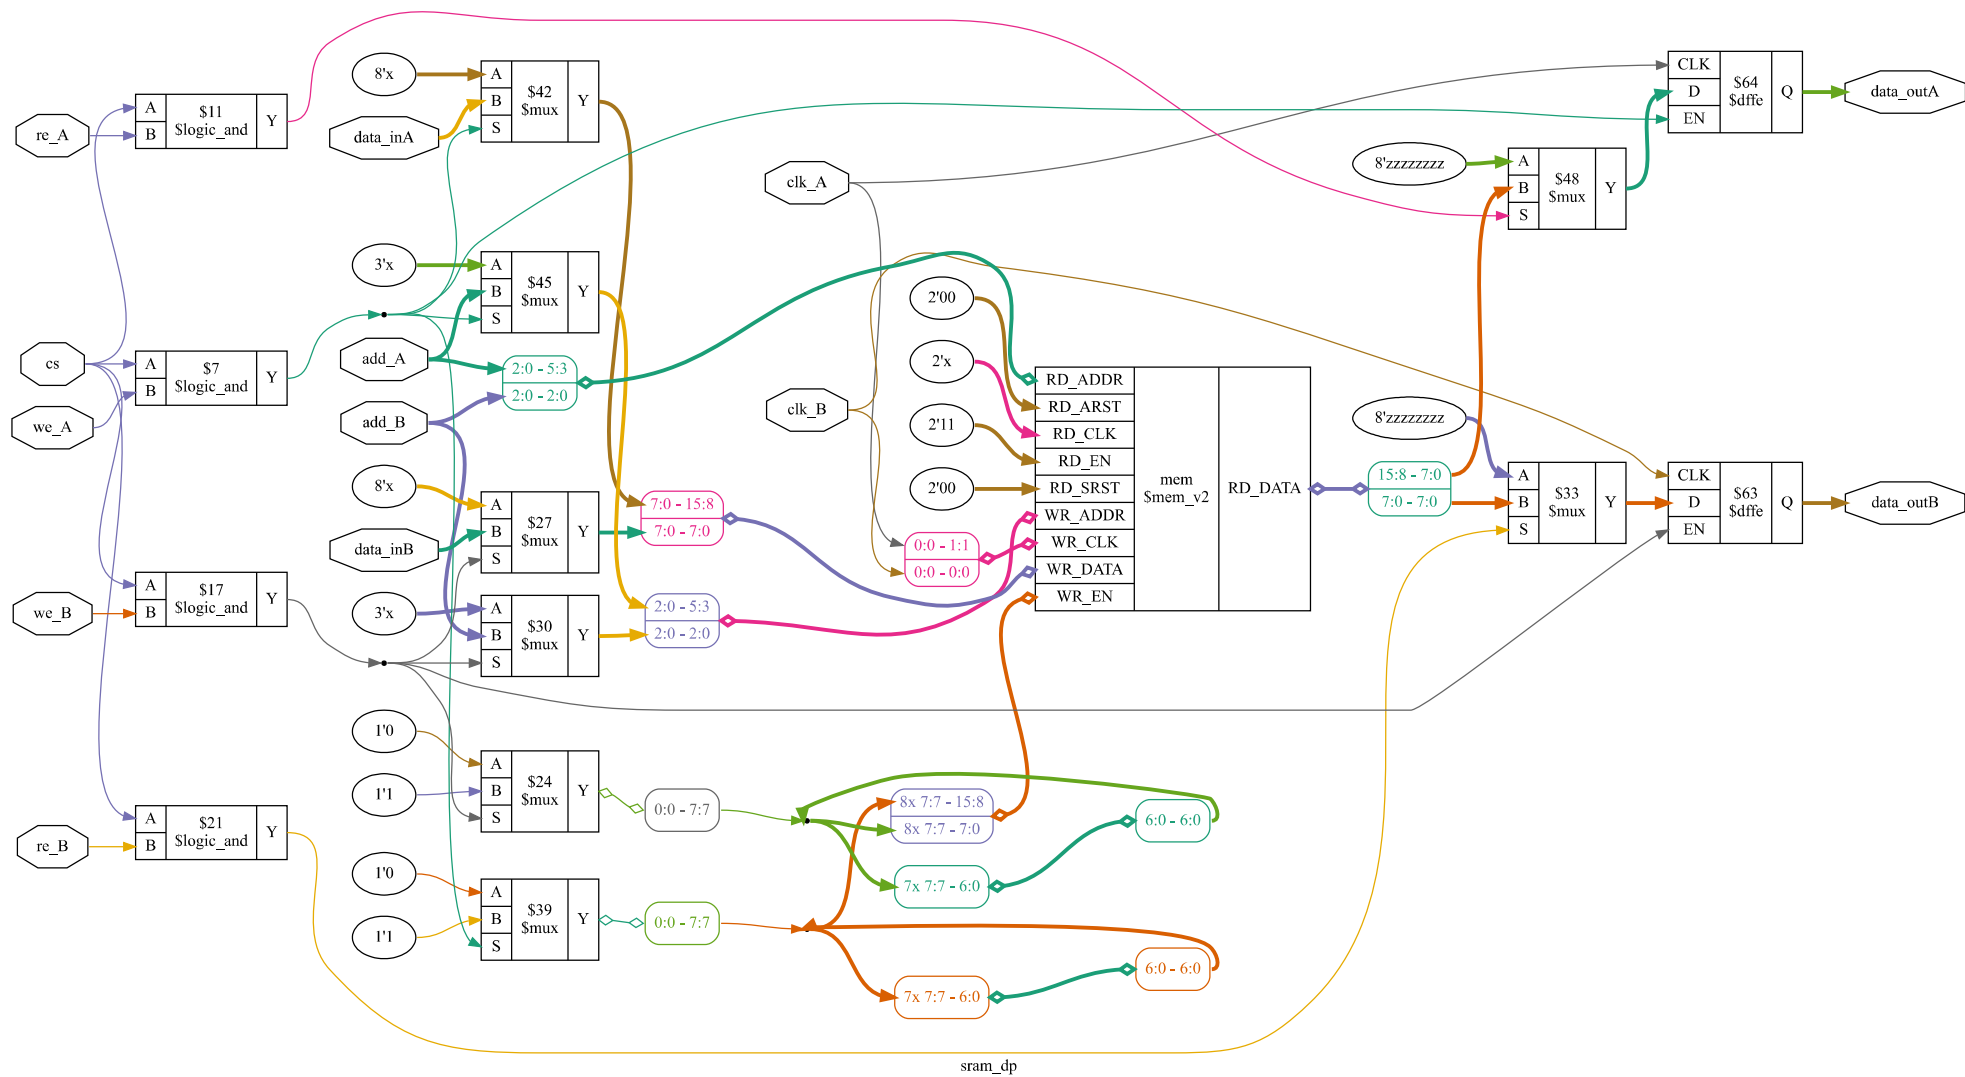 re_A
cs
we_A
we_B
re_B
A
B
$11
$logic_and
Y
A
B
$7
$logic_and
Y
A
B
$17
$logic_and
Y
A
B
$21
$logic_and
Y
8'x
data_inA
3'x
add_A
add_B
8'x
data_inB
3'x
1'0
1'1
1'0
1'1
A
B
S
$42
$mux
Y
A
B
S
$45
$mux
Y
2:0 - 5:3
2:0 - 2:0
A
B
S
$27
$mux
Y
A
B
S
$30
$mux
Y
A
B
S
$24
$mux
Y
A
B
S
$39
$mux
Y
7:0 - 15:8
7:0 - 7:0
2:0 - 5:3
2:0 - 2:0
0:0 - 7:7
0:0 - 7:7
clk_A
clk_B
2'00
2'x
2'11
2'00
0:0 - 1:1
0:0 - 0:0
8x 7:7 - 15:8
8x 7:7 - 7:0
7x 7:7 - 6:0
7x 7:7 - 6:0
RD_ADDR
RD_ARST
RD_CLK
RD_EN
RD_SRST
WR_ADDR
WR_CLK
WR_DATA
WR_EN
mem
$mem_v2
RD_DATA
6:0 - 6:0
6:0 - 6:0
8'zzzzzzzz
8'zzzzzzzz
15:8 - 7:0
7:0 - 7:0
A
B
S
$48
$mux
Y
A
B
S
$33
$mux
Y
CLK
D
EN
$64
$dffe
Q
CLK
D
EN
$63
$dffe
Q
data_outA
data_outB
sram_dp